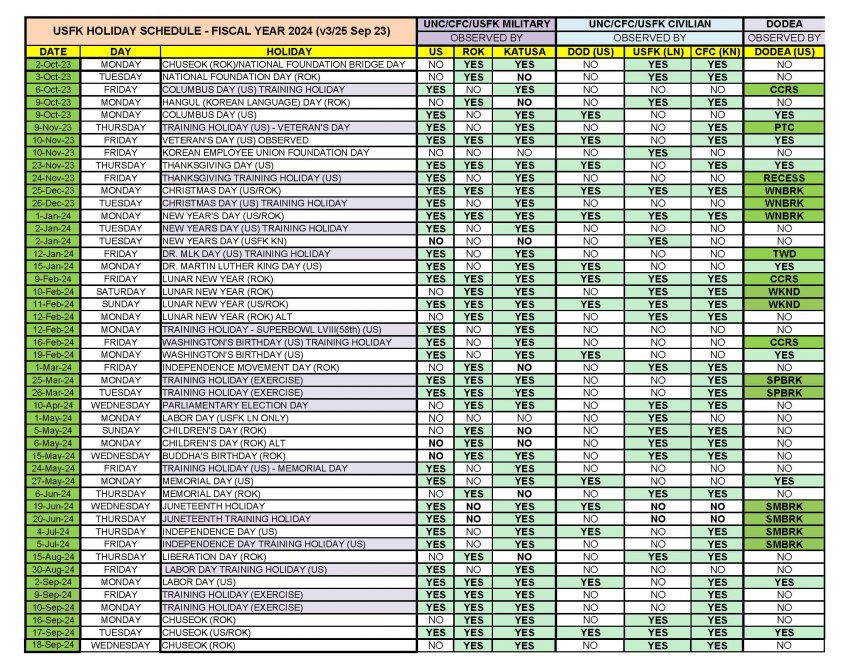 USFK HOLIDAY SCHEDULE - FISCAL YEAR 2024 (v3/25 Sep 23) UNC/CFC/USFK MILITARY UNC/CFC/USFK CIVILIAN DODEA
OBSERVED BY OBSERVED BY OBSERVED BY
DATE DAY HOLIDAY US ROK KATUSA DOD (US) USFK (LN) CFC (KN) DODEA (US)
2-Oct-23 MONDAY CHUSEOK (ROK)/NATIONAL FOUNDATION BRIDGE DAY NO YES YES NO YES YES NO
3-Oct-23 TUESDAY NATIONAL FOUNDATION DAY (ROK) NO YES NO NO YES YES NO
6-Oct-23 FRIDAY COLUMBUS DAY (US) TRAINING HOLIDAY YES NO YES NO NO NO CCRS
9-Oct-23 MONDAY HANGUL (KOREAN LANGUAGE) DAY (ROK) NO YES NO NO YES YES NO
9-Oct-23 MONDAY COLUMBUS DAY (US) YES NO YES YES NO NO YES
9-Nov-23 THURSDAY TRAINING HOLIDAY (US) - VETERAN'S DAY YES NO YES NO NO YES PTC
10-Nov-23 FRIDAY VETERAN'S DAY (US) OBSERVED YES YES YES YES NO YES YES
10-Nov-23 FRIDAY KOREAN EMPLOYEE UNION FOUNDATION DAY NO NO NO NO YES NO NO
23-Nov-23 THURSDAY THANKSGIVING DAY (US) YES YES YES YES NO YES YES
24-Nov-23 FRIDAY THANKSGIVING TRAINING HOLIDAY (US) YES NO YES NO NO NO RECESS
25-Dec-23 MONDAY CHRISTMAS DAY (US/ROK) YES YES YES YES YES YES WNBRK
26-Dec-23 TUESDAY CHRISTMAS DAY (US) TRAINING HOLIDAY YES NO YES NO NO NO WNBRK
1-Jan-24 MONDAY NEW YEAR'S DAY (US/ROK) YES YES YES YES YES YES WNBRK
2-Jan-24 TUESDAY NEW YEARS DAY (US) TRAINING HOLIDAY YES NO YES NO NO NO NO
2-Jan-24 TUESDAY NEW YEARS DAY (USFK KN) NO NO NO NO YES NO NO
12-Jan-24 FRIDAY DR. MLK DAY (US) TRAINING HOLIDAY YES NO YES NO NO NO TWD
15-Jan-24 MONDAY DR. MARTIN LUTHER KING DAY (US) YES NO YES YES NO NO YES
9-Feb-24 FRIDAY LUNAR NEW YEAR (ROK) YES YES YES YES YES YES CCRS
10-Feb-24 SATURDAY LUNAR NEW YEAR (ROK) NO YES YES NO YES YES WKND
11-Feb-24 SUNDAY LUNAR NEW YEAR (US/ROK) YES YES YES YES YES YES WKND
12-Feb-24 MONDAY LUNAR NEW YEAR (ROK) ALT NO YES YES NO YES YES NO
12-Feb-24 MONDAY TRAINING HOLIDAY - SUPERBOWL LVIII(58th) (US) YES NO YES NO NO NO NO
16-Feb-24 FRIDAY WASHINGTON'S BIRTHDAY (US) TRAINING HOLIDAY YES NO YES NO NO NO CCRS
19-Feb-24 MONDAY WASHINGTON'S BIRTHDAY (US) YES NO YES YES NO NO YES
1-Mar-24 FRIDAY INDEPENDENCE MOVEMENT DAY (ROK) NO YES NO NO YES YES NO
25-Mar-24 MONDAY TRAINING HOLIDAY (EXERCISE) YES YES YES NO NO YES SPBRK
26-Mar-24 TUESDAY TRAINING HOLIDAY (EXERCISE) YES YES YES NO NO YES SPBRK
10-Apr-24 WEDNESDAY PARLIAMENTARY ELECTION DAY NO YES YES NO YES YES NO
1-May-24 MONDAY LABOR DAY (USFK LN ONLY) NO NO NO NO YES NO NO
5-May-24 SUNDAY CHILDREN'S DAY (ROK) NO YES NO NO YES YES NO
6-May-24 MONDAY CHILDREN'S DAY (ROK) ALT NO YES NO NO YES YES NO
15-May-24 WEDNESDAY BUDDHA'S BIRTHDAY (ROK) NO YES YES NO YES YES NO
24-May-24 FRIDAY TRAINING HOLIDAY (US) - MEMORIAL DAY YES NO YES NO NO NO NO
27-May-24 MONDAY MEMORIAL DAY (US) YES NO YES YES NO NO YES
6-Jun-24 THURSDAY MEMORIAL DAY (ROK) NO YES NO NO YES YES NO
19-Jun-24 WEDNESDAY JUNETEENTH HOLIDAY YES NO YES YES NO NO SMBRK
20-Jun-24 THURSDAY JUNETEENTH TRAINING HOLIDAY YES NO YES NO NO NO SMBRK
4-Jul-24 THURSDAY INDEPENDENCE DAY (US) YES YES YES YES NO YES SMBRK
5-Jul-24 FRIDAY INDEPENDENCE DAY TRAINING HOLIDAY (US) YES NO YES NO NO YES SMBRK
15-Aug-24 THURSDAY LIBERATION DAY (ROK) NO YES NO NO YES YES NO
30-Aug-24 FRIDAY LABOR DAY TRAINING HOLIDAY (US) YES NO YES NO NO YES NO
2-Sep-24 MONDAY LABOR DAY (US) YES YES YES YES NO YES YES
9-Sep-24 FRIDAY TRAINING HOLIDAY (EXERCISE) YES YES YES NO NO YES NO
10-Sep-24 MONDAY TRAINING HOLIDAY (EXERCISE) YES YES YES NO NO YES NO
16-Sep-24 MONDAY CHUSEOK (ROK) NO YES YES NO YES YES NO
17-Sep-24 TUESDAY CHUSEOK (US/ROK) YES YES YES YES YES YES YES
18-Sep-24 WEDNESDAY CHUSEOK (ROK) NO YES YES NO YES YES NO